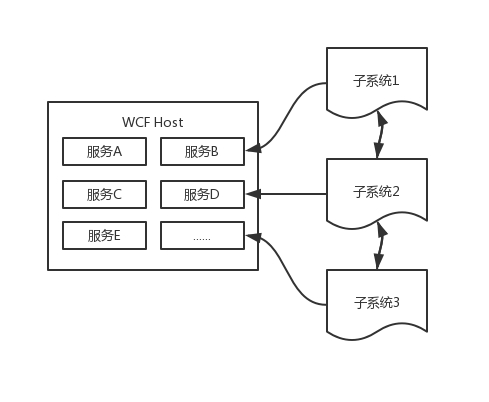 WCF Host
服务A
服务B
服务C
服务D
服务E
......
子系统1
子系统2
子系统3